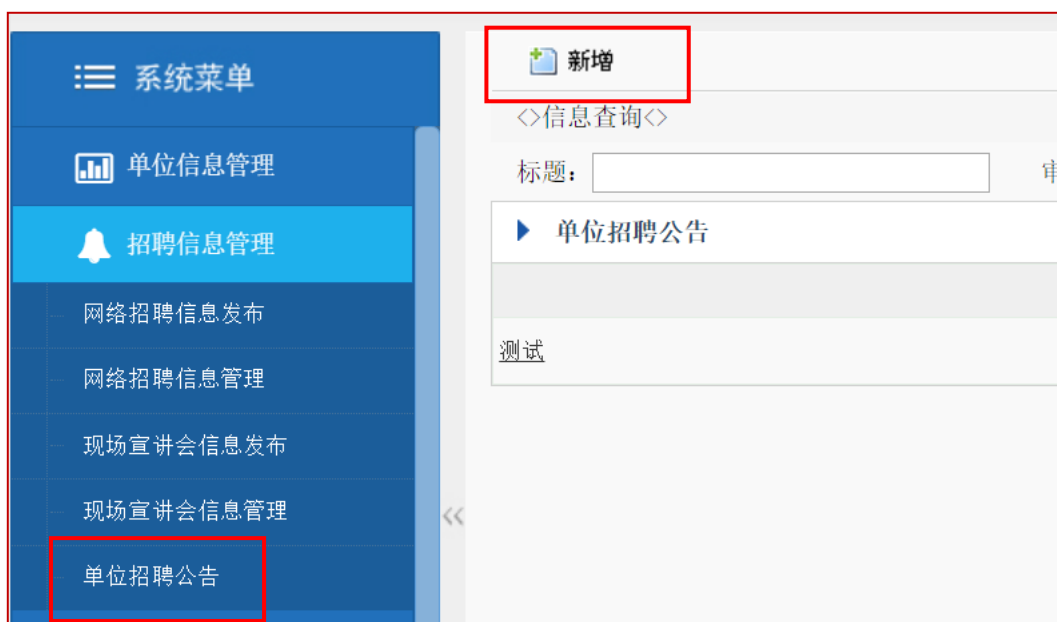 系统菜单
单位信息管理
招聘信息管理
网络招聘信息发布
网络招聘信息管理
现场宣讲会信息发布
现场宣讲会信息管理
单位招聘公告
新增
<>信息查询<>
标题：
单位招聘公告
测试